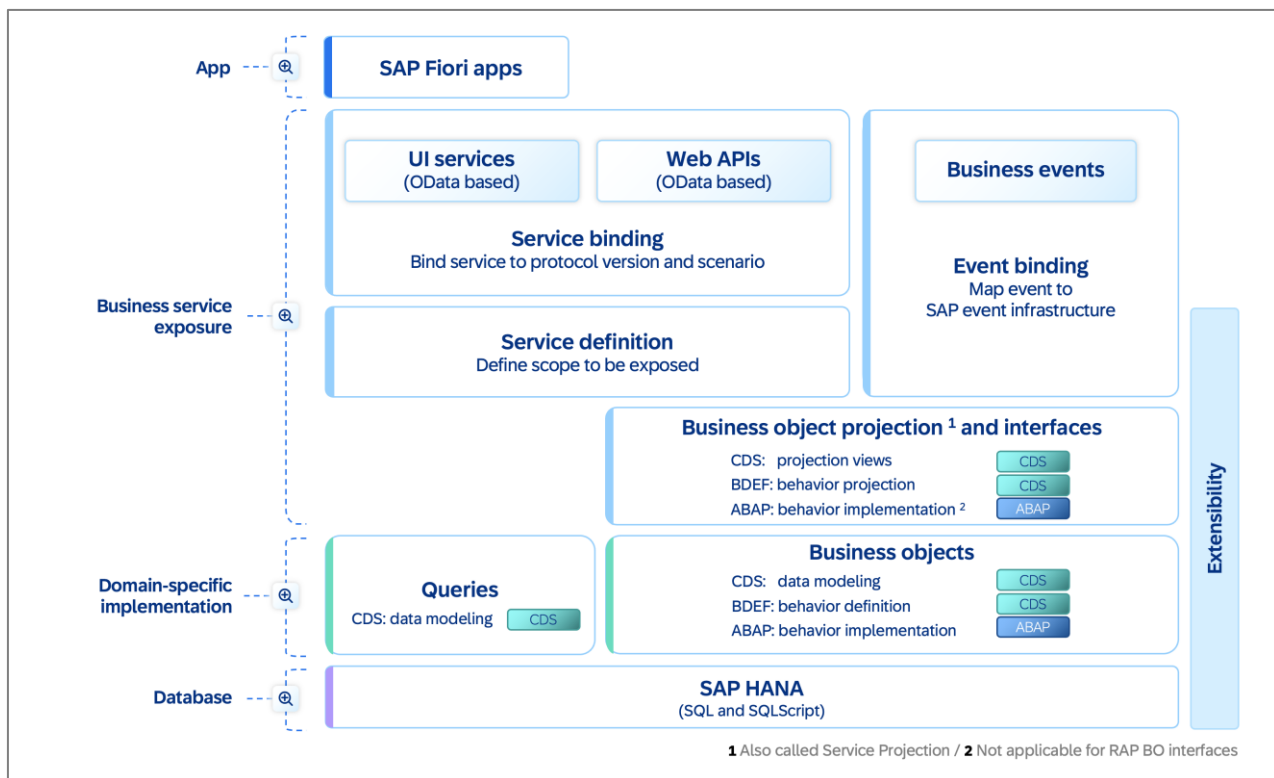 App
SAP Fiori apps
UI services
(OData based)
Web APIs
(OData based)
Business events
Service binding
Bind service to protocol version and scenario
Event binding
Map event to
SAP event infrastructure
Business service
exposure
Service definition
Define scope to be exposed
Business object projection 1 and interfaces
CDS: projection views CDS
BDEF: behavior projection CDS
ABAP: behavior implementation 2 ABAP
Extensibility
Domain-specific
implementation
Queries
CDS: data modeling CDS
Business objects
CDS: data modeling CDS
BDEF: behavior definition CDS
ABAP: behavior implementation ABAP
Database
SAP HANA
(SQL and SQLScript)
1 Also called Service Projection / 2 Not applicable for RAP BO interfaces